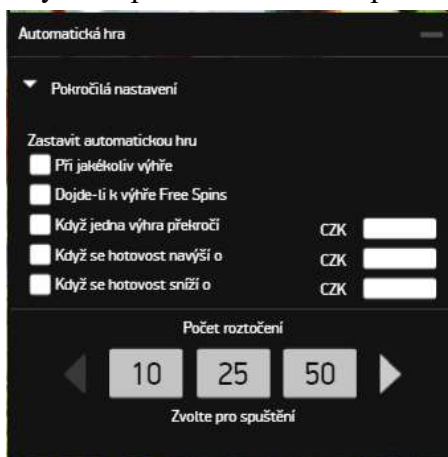 Automatická hra
Pokročilá nastavení
Zastavit automatickou hru
Při jakékoliv výhře
Dojde-li k výhře Free Spins
Když jedna výhra překročí CZK
Když se hotovost navýší o CZK
Když se hotovost sníží o CZK
Počet roztočení
10 25 50
Zvolte pro spuštění